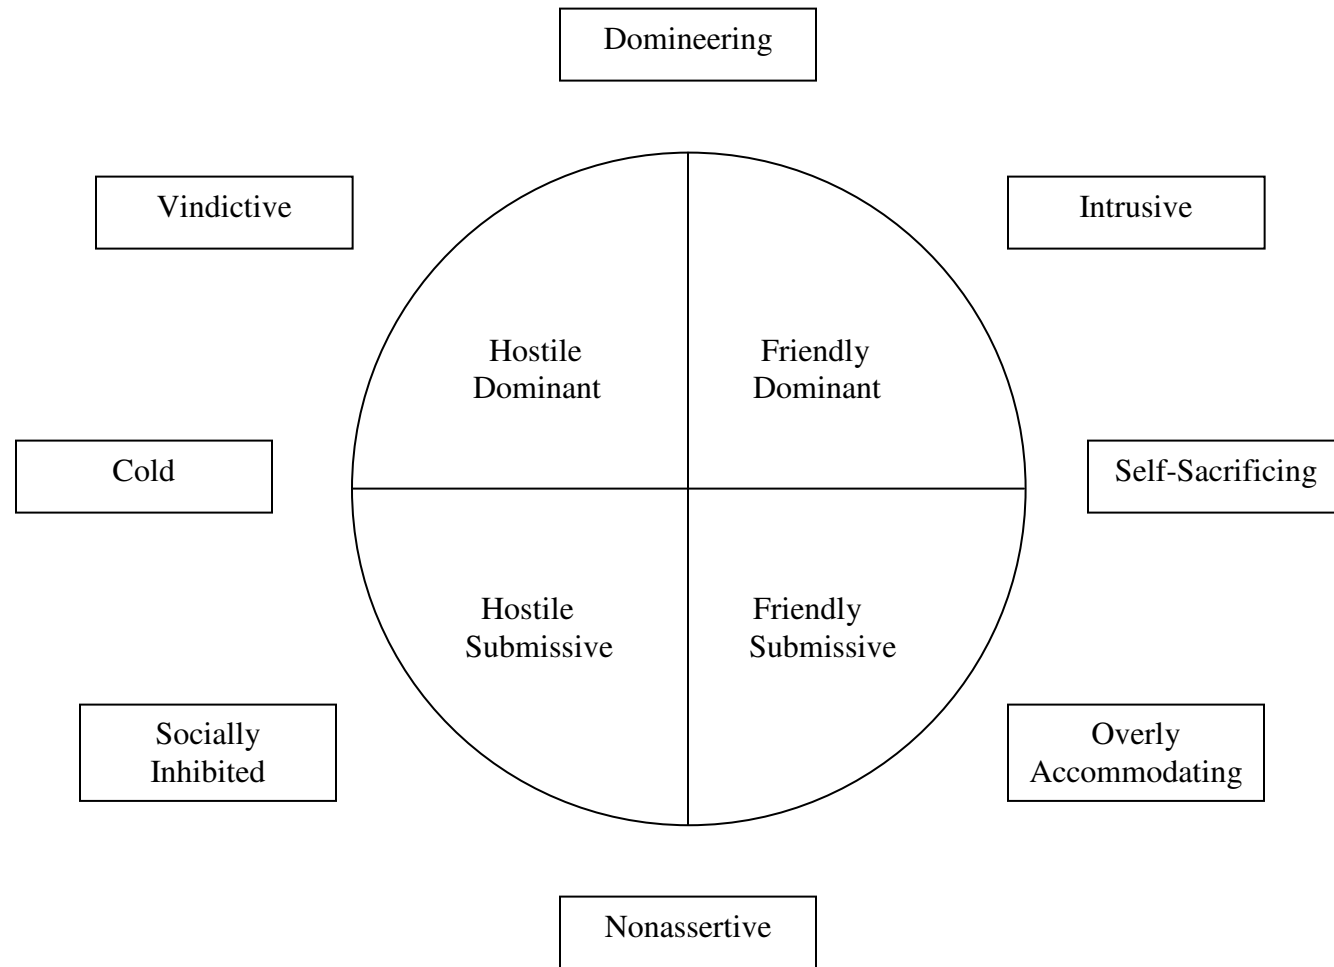 Domineering
Vindictive
Intrusive
Hostile
Dominant
Friendly
Dominant
Cold
Self-Sacrificing
Hostile
Submissive
Friendly
Submissive
Socially
Inhibited
Overly
Accommodating
Nonassertive